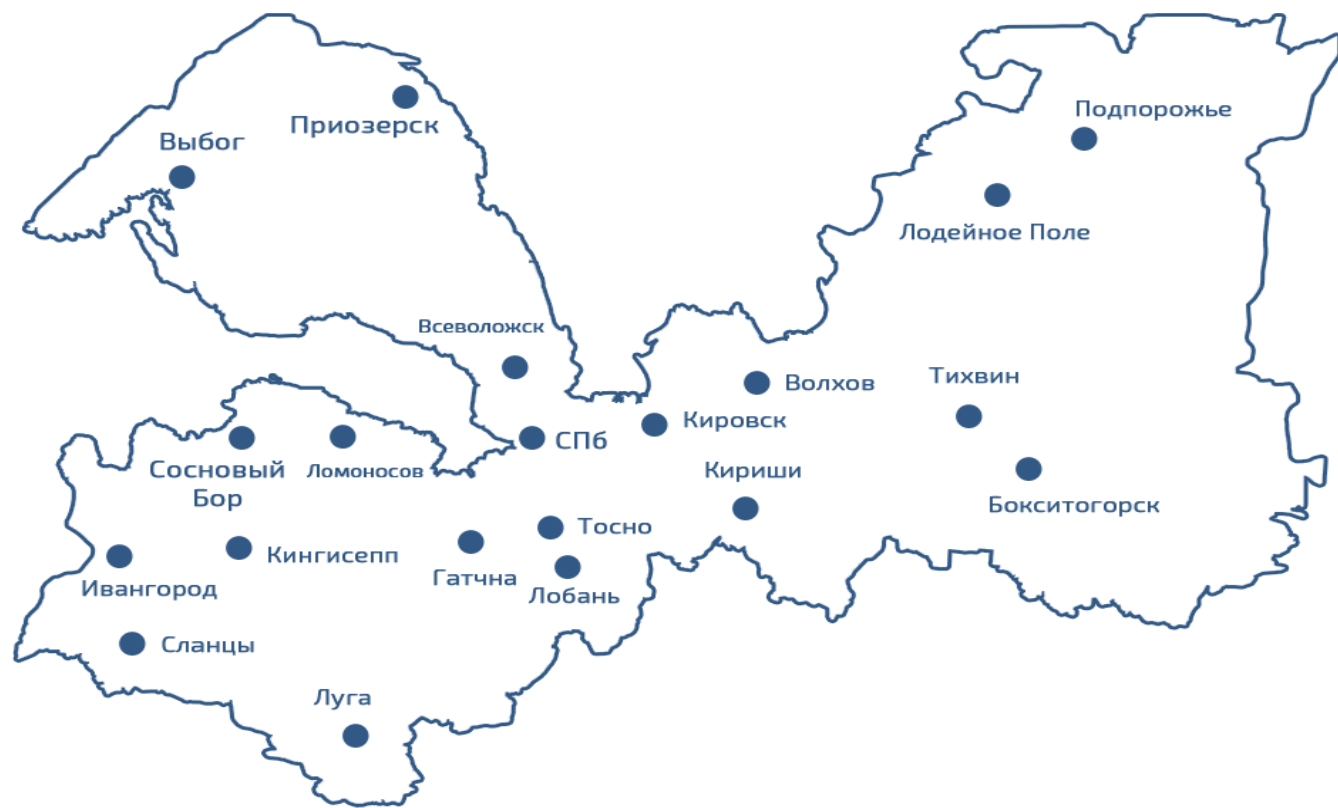 Подпорожье
Приозерск
Выбог
Лодейное Поле
Всеволожск
Волхов
Тихвин
Кировск
СПб
Сосновый
Бор
Ломоносов
Кириши
Бокситогорск
Тосно
Кингисепп
Гатчна
Ивангород
Лобань
Сланцы
Луга